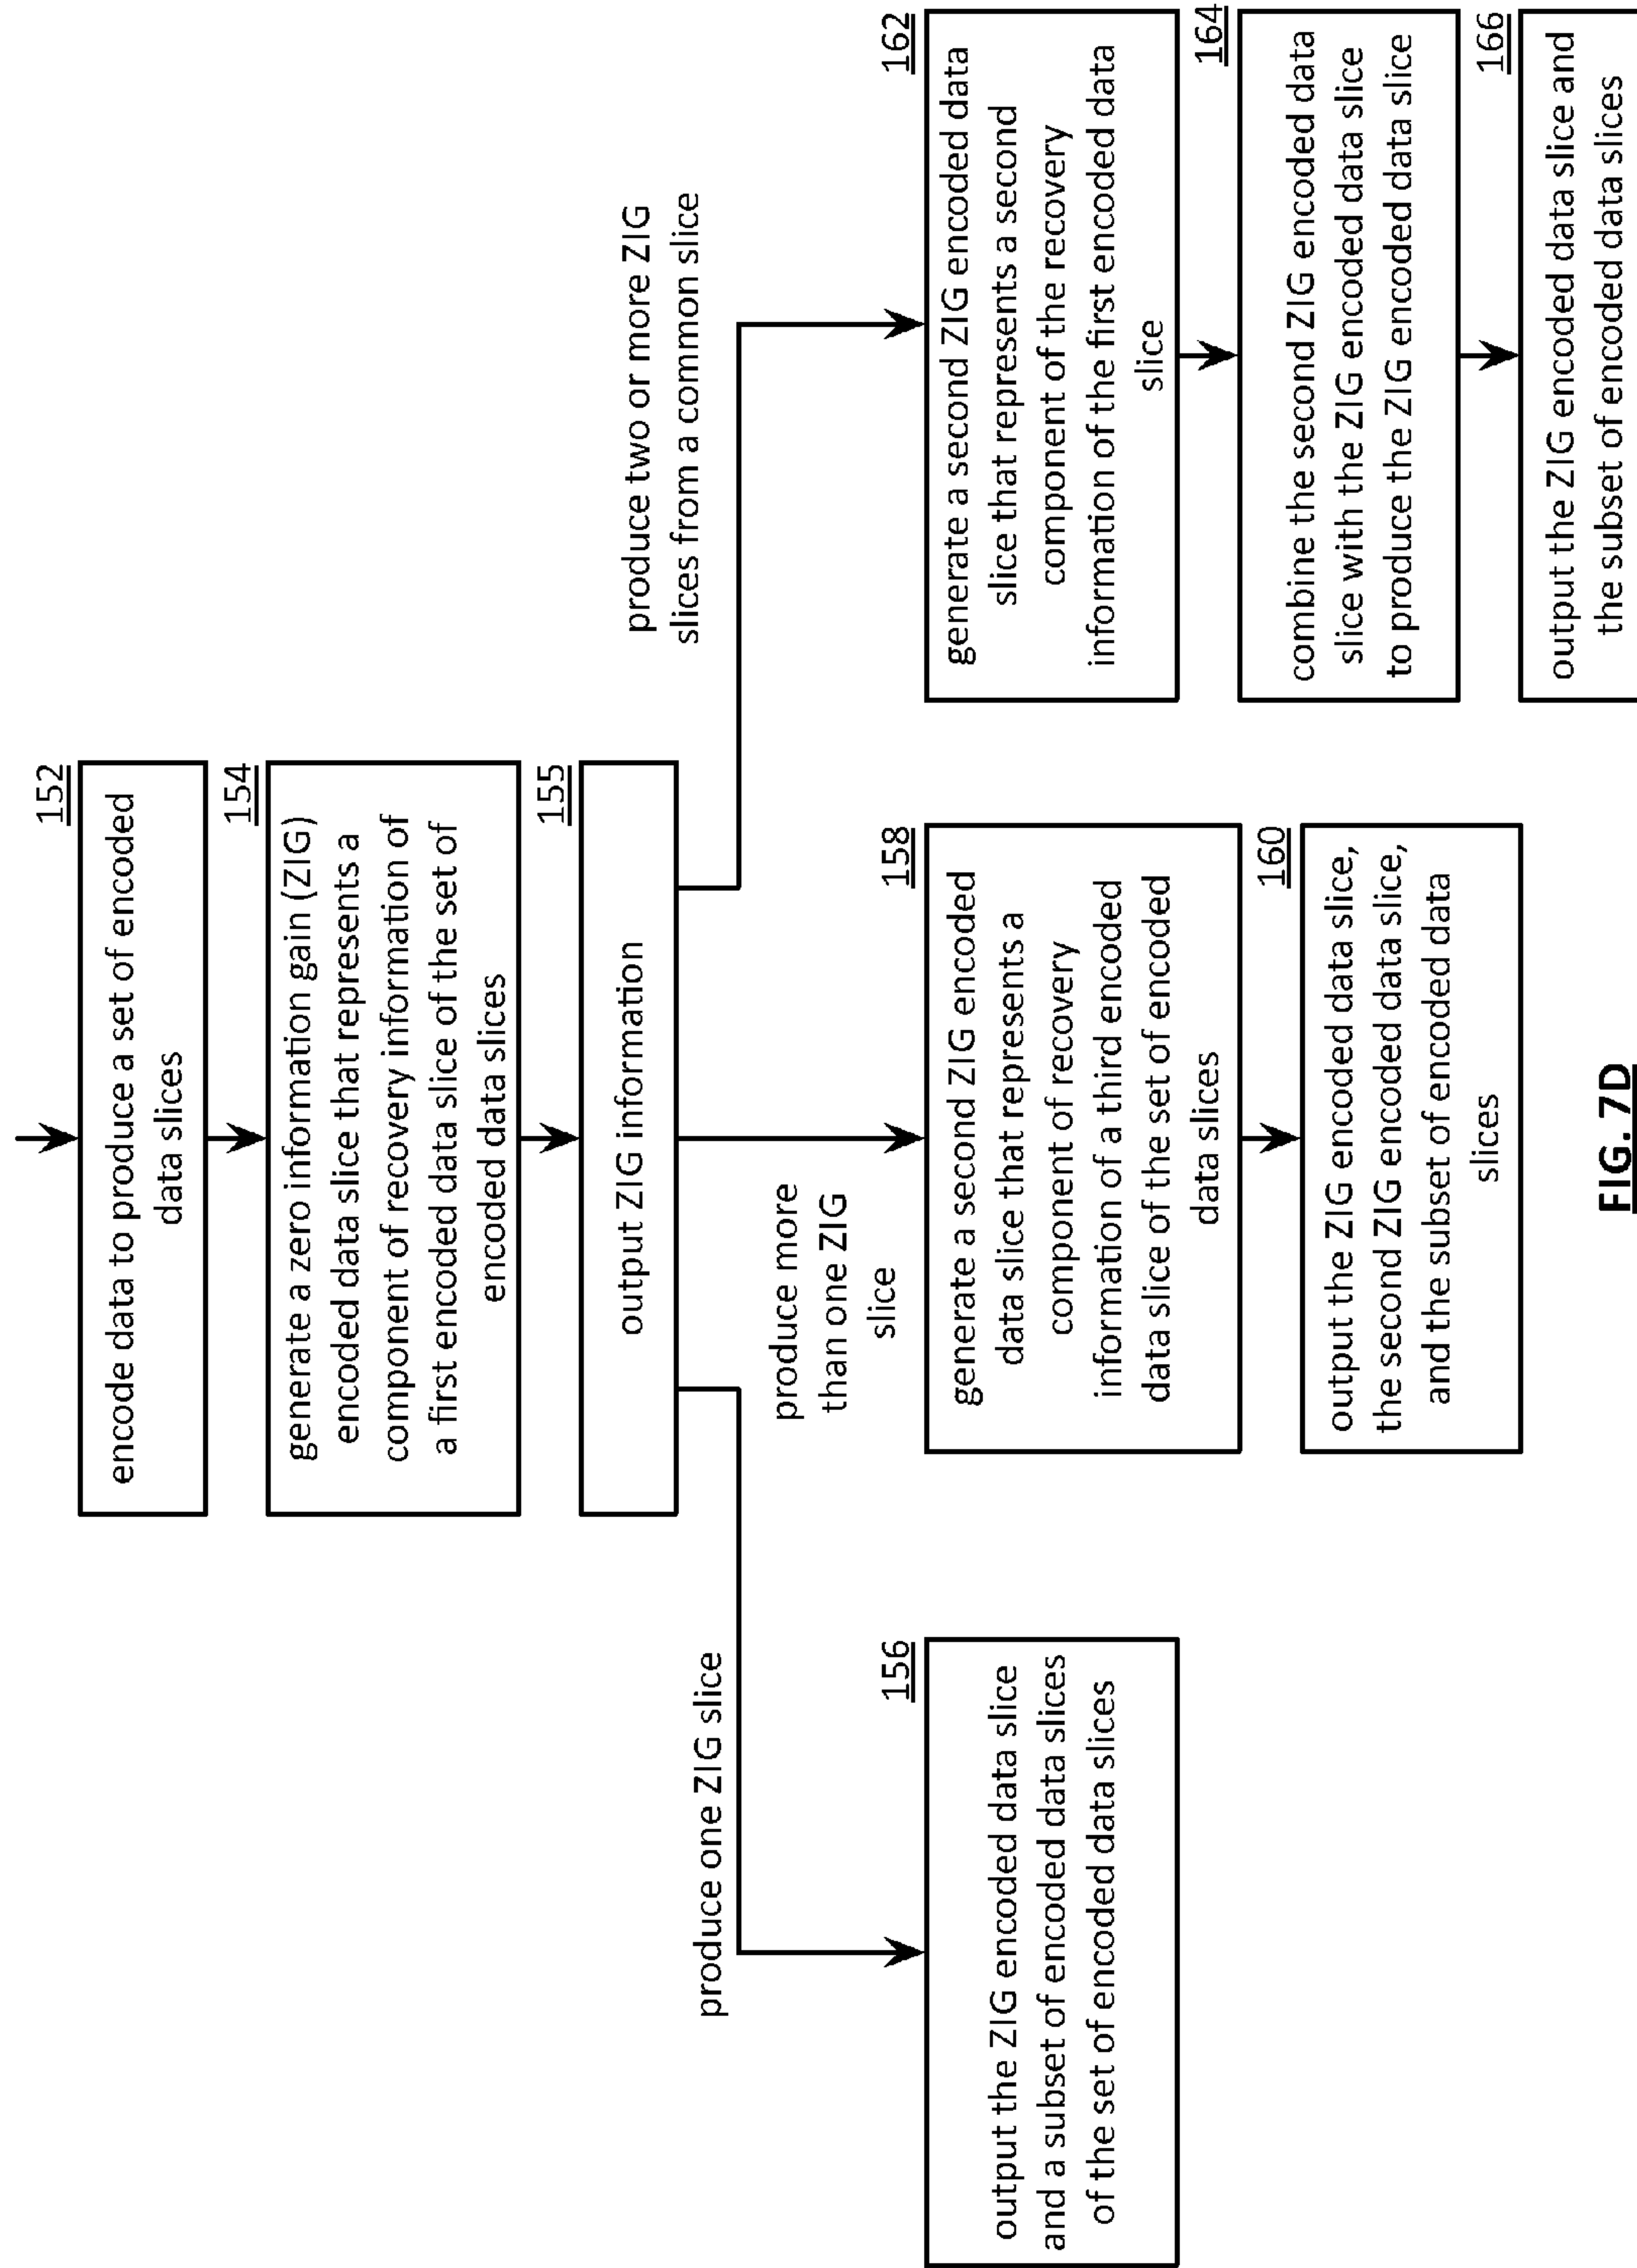 152
encode data to produce a set of encoded
data slices
154
generate a zero information gain (ZIG)
encoded data slice that represents a
component of recovery information of
a first encoded data slice of the set of
encoded data slices
155
output ZIG information
produce one ZIG slice
156
output the ZIG encoded data slice
and a subset of encoded data slices
of the set of encoded data slices
produce more
than one ZIG
slice
158
generate a second ZIG encoded
data slice that represents a
component of recovery
information of a third encoded
data slice of the set of encoded
data slices
160
output the ZIG encoded data slice,
the second ZIG encoded data slice,
and the subset of encoded data
slices
produce two or more ZIG
slices from a common slice
162
generate a second ZIG encoded data
slice that represents a second
component of the recovery
information of the first encoded data
slice
164
combine the second ZIG encoded data
slice with the ZIG encoded data slice
to produce the ZIG encoded data slice
166
output the ZIG encoded data slice and
the subset of encoded data slices
FIG. 7D